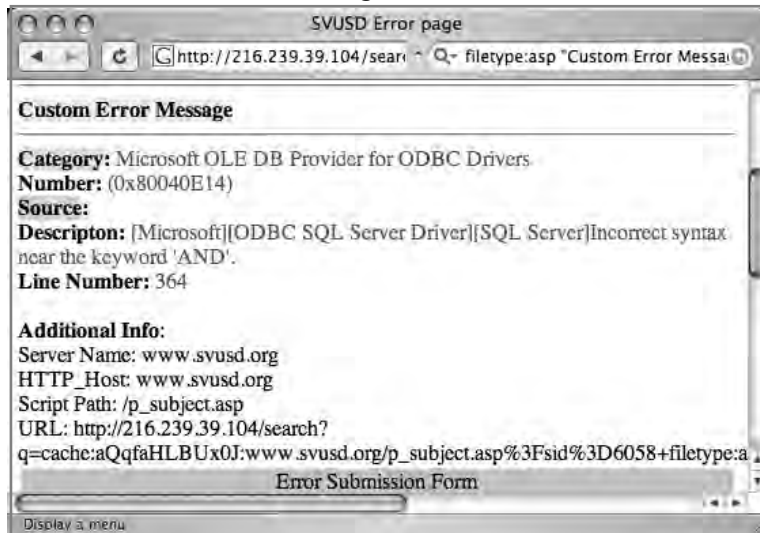 SVUSD Error page
http://216.239.39.104/sear filetype:asp "Custom Error Messa
Custom Error Message
Category: Microsoft OLE DB Provider for ODBC Drivers
Number: (0x80040E14)
Source:
Descripton: [Microsoft][ODBC SQL Server Driver][SQL Server]Incorrect syntax
near the keyword 'AND'.
Line Number: 364
Additional Info:
Server Name: www.svusd.org
HTTP_Host: www.svusd.org
Script Path: /p_subject.asp
URL: http://216.239.39.104/search?
q=cache:aQqfaHLBUx0J:www.svusd.org/p_subject.asp%3Fsid%3D6058+filetype:a
Error Submission Form
Display a menu